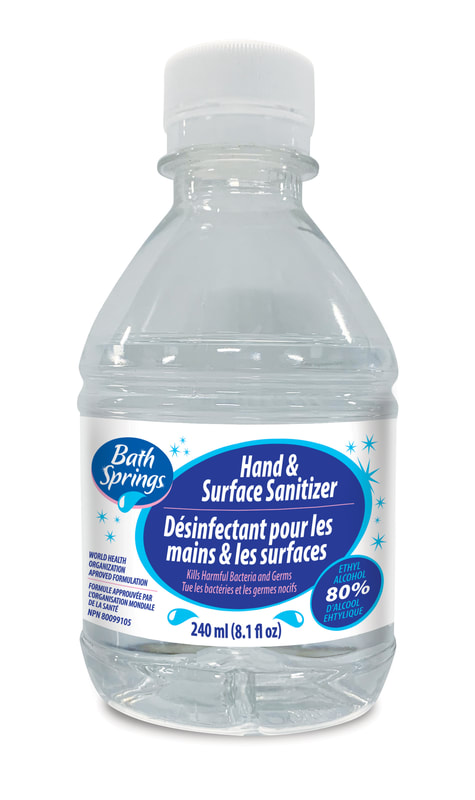 Bath
Springs
Hand &
Surface Sanitizer
Désinfectant pour les
mains & les surfaces
Kills Harmful Bacteria and Germs
Tue les bactéries et les germes nocifs
WORLD HEALTH
ORGANIZATION
APROVED FORMULATION
FORMULE APPROUVÉE PAR
L'ORGANISATION MONDIALE
DE LA SANTÉ
NPN 80099105
ETHYL
ALCOHOL
80%
D'ALCOOL
EHTYLIQUE
240 ml (8.1 fl oz)